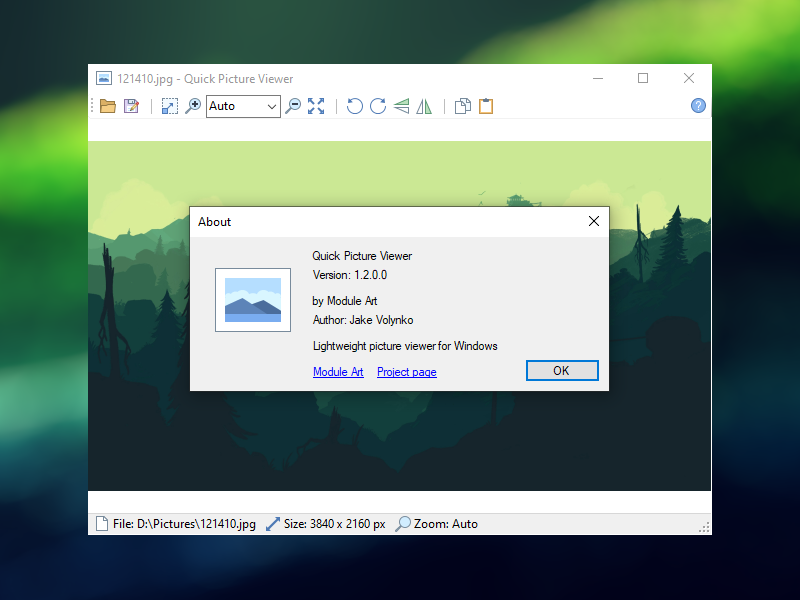 121410.jpg - Quick Picture Viewer
Auto
About
Quick Picture Viewer
Version: 1.2.0.0
by Module Art
Author: Jake Volynko
Lightweight picture viewer for Windows
Module Art Project page OK
File: D:\Pictures\121410.jpg Size: 3840 x 2160 px Zoom: Auto